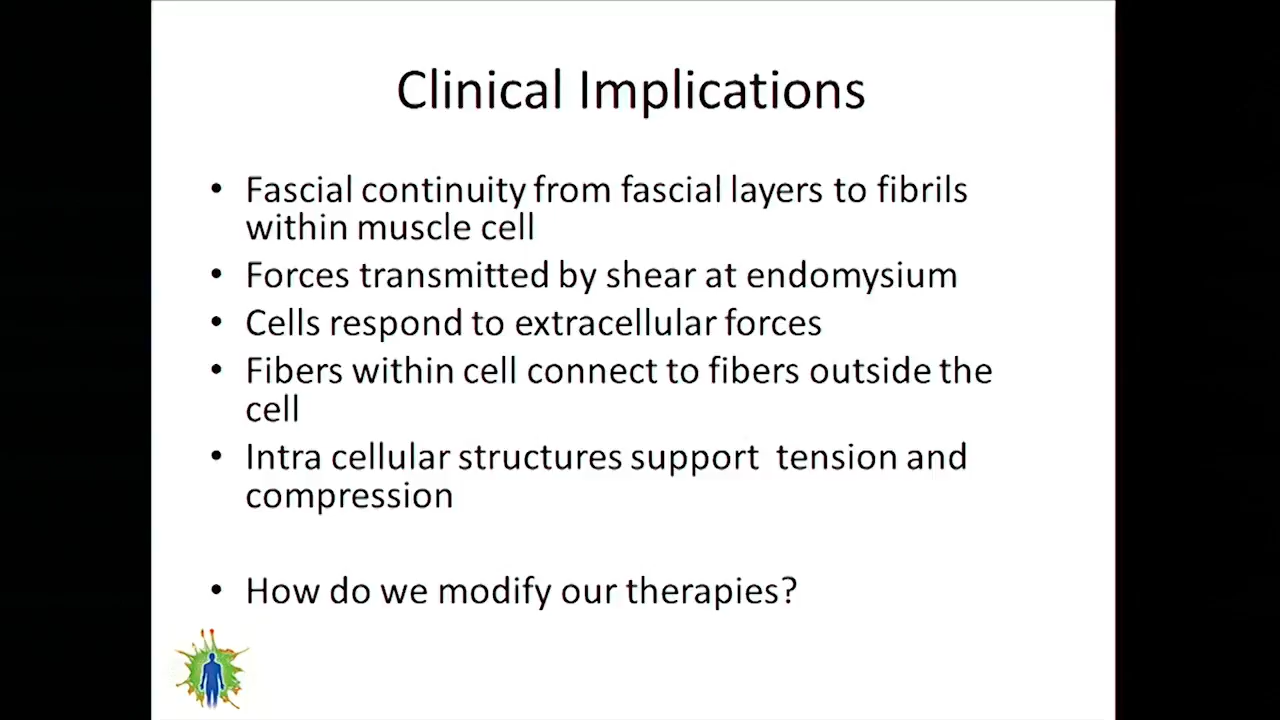 Clinical Implications
• Fascial continuity from fascial layers to fibrils
within muscle cell
• Forces transmitted by shear at endomysium
• Cells respond to extracellular forces
• Fibers within cell connect to fibers outside the
cell
• Intra cellular structures support  tension and
compression
• How do we modify our therapies?